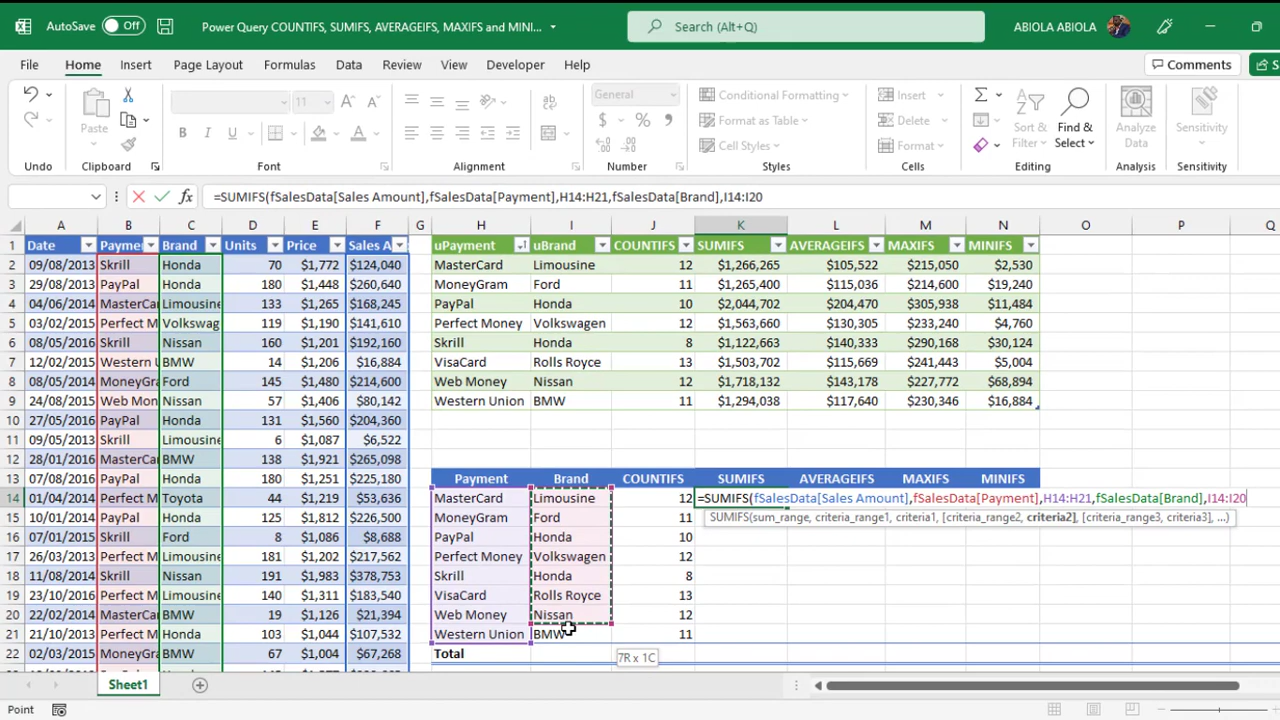 AutoSave Off Power Query COUNTIFS, SUMIFS, AVERAGEIFS, MAXIFS and MINI... Search (Alt+Q) ABIOLA ABIOLA
File Home Insert Page Layout Formulas Data Review View Developer Help Comments S
11 General Conditional Formatting Insert
Paste B I U Format as Table Delete Sort & Filter Find & Select Analyze Data Sensitivity
Cell Styles Format
Undo Clipboard Font Alignment Number Styles Cells Editing Analysis Sensitivity
fx =SUMIFS(fSalesData[Sales Amount],fSalesData[Payment],H14:H21,fSalesData[Brand],I14:I20
A B C D E F G H I J K L M N O P Q
1 Date Payme Brand Units Price Sales A uPayment uBrand COUNTIFS SUMIFS AVERAGEIFS MAXIFS MINIFS
2 09/08/2013 Skrill Honda 70 $1,772 $124,040 MasterCard Limousine 12 $1,266,265 $105,522 $215,050 $2,530
3 29/08/2013 PayPal Honda 180 $1,448 $260,640 MoneyGram Ford 11 $1,265,400 $115,036 $214,600 $19,240
4 04/06/2014 MasterCar Limousine 133 $1,265 $168,245 PayPal Honda 10 $2,044,702 $204,470 $305,938 $11,484
5 03/02/2015 Perfect M Volkswag 119 $1,190 $141,610 Perfect Money Volkswagen 12 $1,563,660 $130,305 $233,240 $4,760
6 08/05/2016 Skrill Nissan 160 $1,201 $192,160 Skrill Honda 8 $1,122,663 $140,333 $290,168 $30,124
7 12/02/2015 Western U BMW 14 $1,206 $16,884 VisaCard Rolls Royce 13 $1,503,702 $115,669 $241,443 $5,004
8 08/05/2014 MoneyGra Ford 145 $1,480 $214,600 Web Money Nissan 12 $1,718,132 $143,178 $227,772 $68,894
9 24/08/2015 Web Mon Nissan 57 $1,406 $80,142 Western Union BMW 11 $1,294,038 $117,640 $230,346 $16,884
10 27/05/2016 PayPal Honda 131 $1,560 $204,360
11 09/05/2013 Skrill Limousine 6 $1,087 $6,522
12 28/01/2016 MasterCar BMW 138 $1,921 $265,098
13 07/08/2016 PayPal Honda 180 $1,251 $225,180 Payment Brand COUNTIFS SUMIFS AVERAGEIFS MAXIFS MINIFS
14 01/04/2014 Perfect M Toyota 44 $1,219 $53,636 MasterCard Limousine 12 =SUMIFS(fSalesData[Sales Amount],fSalesData[Payment],H14:H21,fSalesData[Brand],I14:I20
15 10/01/2014 PayPal Honda 125 $1,812 $226,500 MoneyGram Ford 11 SUMIFS(sum_range, criteria_range1, criteria1, [criteria_range2, criteria2], [criteria_range3, criteria3], ...)
16 01/05/2014 Skrill Ford 8 $1,086 $8,688 PayPal Honda 10
17 26/03/2013 Perfect M Limousine 181 $1,202 $217,562 Perfect Money Volkswagen 12
18 11/08/2014 Skrill Nissan 191 $1,983 $378,753 Skrill Honda 8
19 23/10/2016 Perfect M Limousine 140 $1,311 $183,540 VisaCard Rolls Royce 13
20 22/02/2014 MasterCar BMW 19 $1,126 $21,394 Web Money Nissan 12
21 21/10/2013 Perfect M Honda 103 $1,044 $107,532 Western Union BMW 11
22 02/03/2015 MoneyGra BMW 67 $1,004 $67,268 Total
7R x 1C
Sheet1
Point